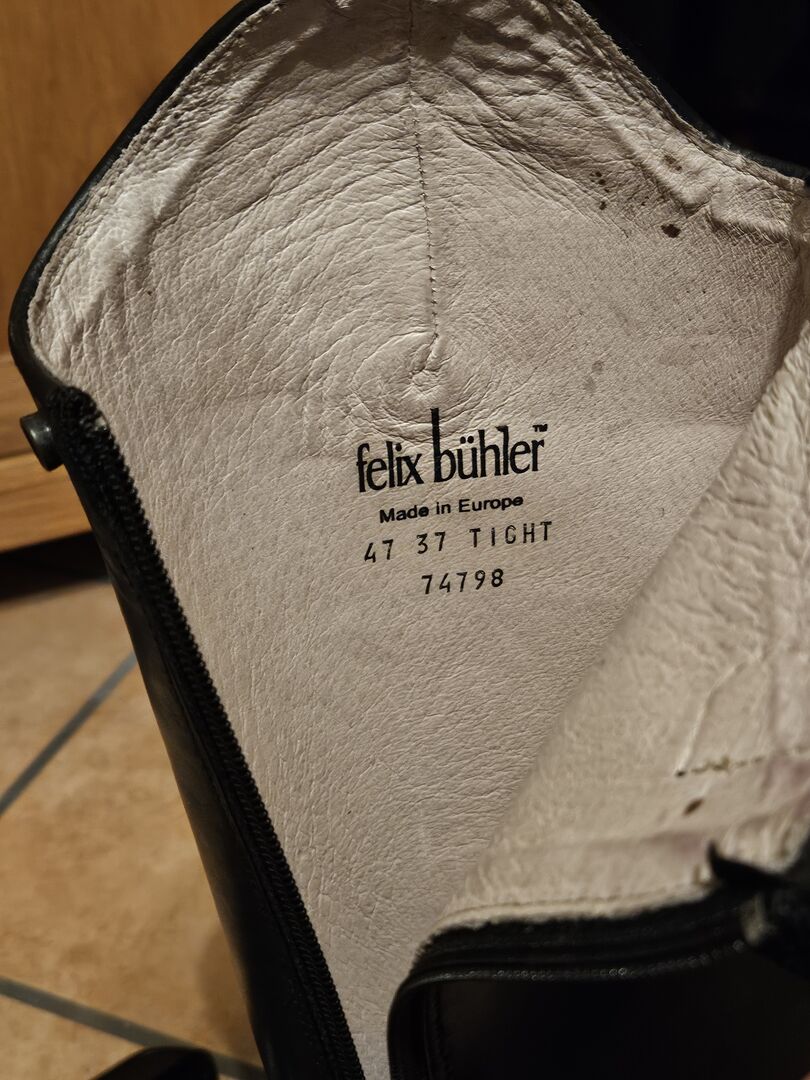 felix bühler™
Made in Europe
47 37 TIGHT
74798